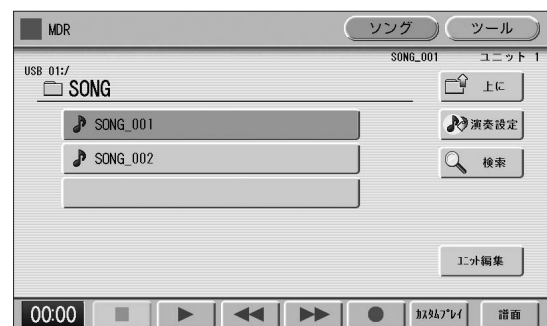 MDR
ソング
ツール
SONG_001 ユニット 1
USB 01:/
SONG
上に
SONG_001
演奏設定
SONG_002
検索
ﾕﾆｯﾄ編集
00:00
ｶｽﾀﾑﾌﾟﾚｲ
譜面